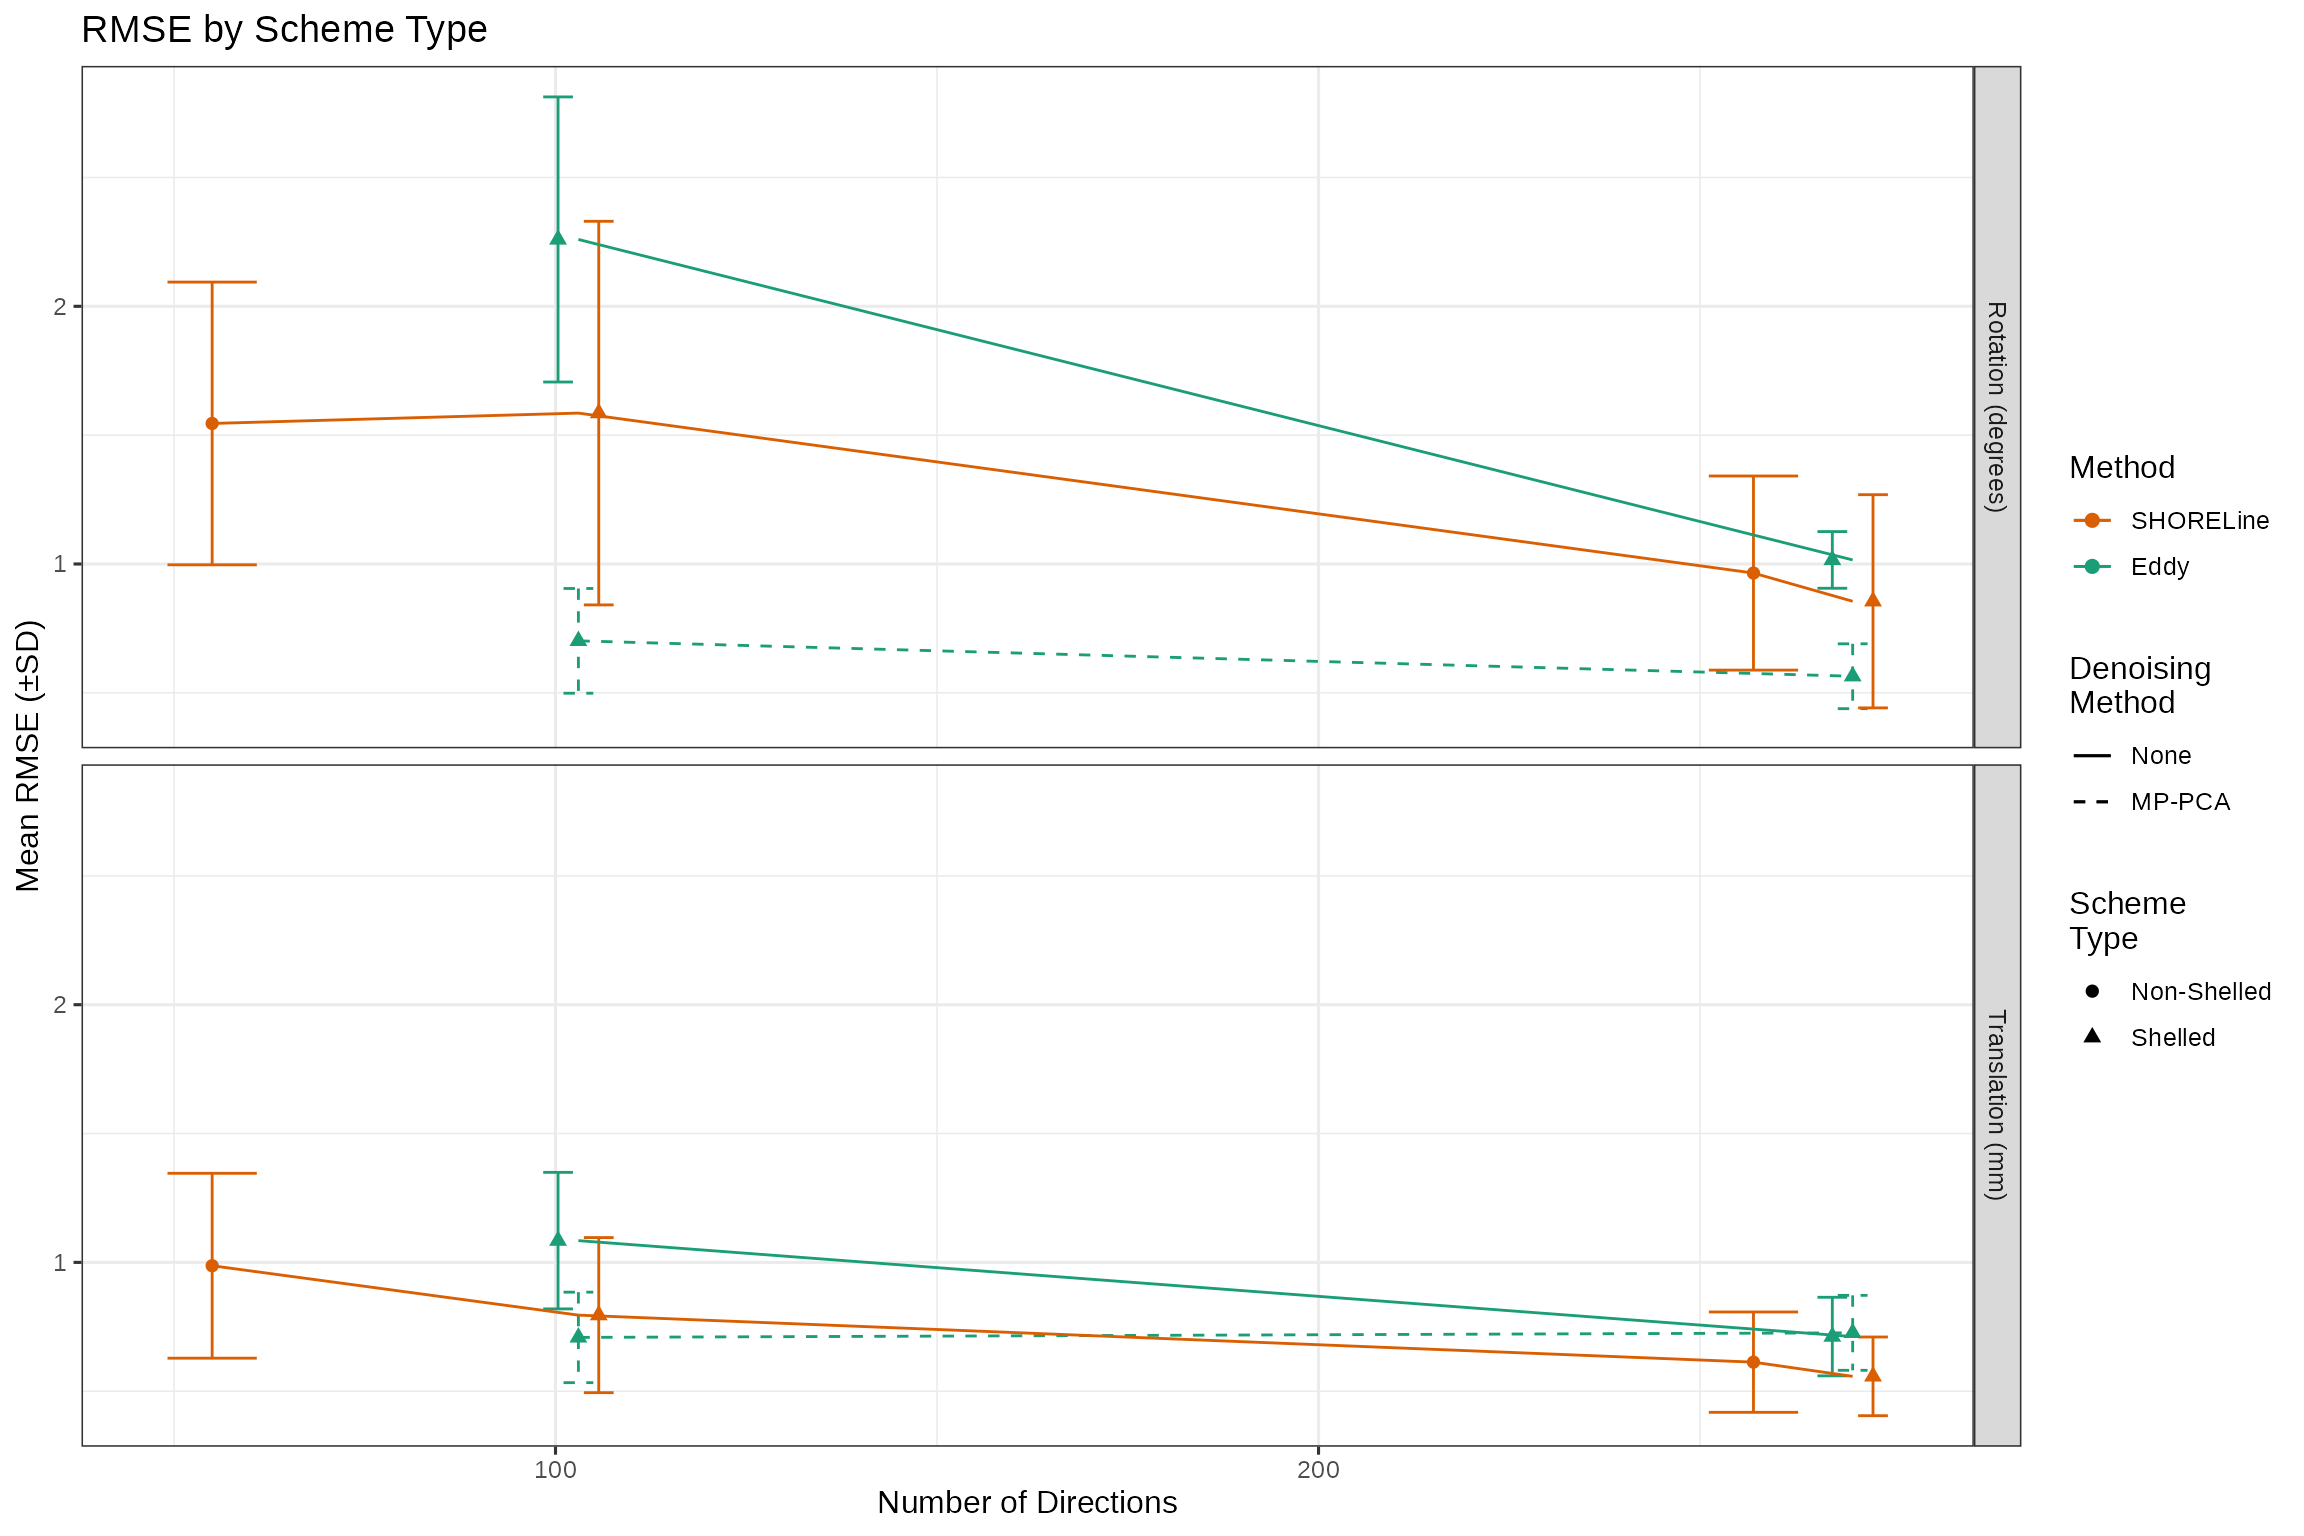 RMSE by Scheme Type
Mean RMSE (±SD)
2
1
Rotation (degrees)
2
1
Translation (mm)
100
200
Number of Directions
Method
SHORELine
Eddy
Denoising
Method
None
MP-PCA
Scheme
Type
Non-Shelled
Shelled